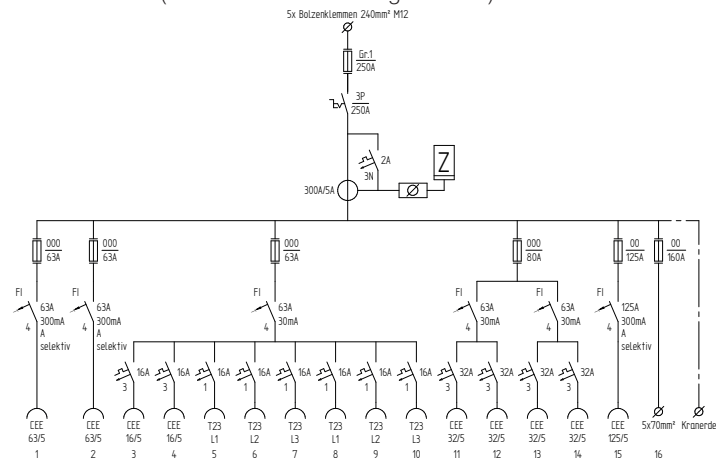 5x Bolzenklemmen 240mm² M12
Gr.1
250A
3P
250A
2A
3N
Z
300A/5A
000
63A
000
63A
000
63A
000
80A
00
125A
00
160A
FI
63A
300mA
A
selektiv
4
FI
63A
300mA
A
selektiv
4
FI
63A
30mA
4
FI
63A
30mA
4
FI
63A
30mA
4
FI
125A
300mA
A
selektiv
4
16A
3
16A
3
16A
1
16A
1
16A
1
16A
1
16A
1
16A
1
32A
3
32A
3
32A
3
32A
3
CEE CEE CEE CEE T23 T23 T23 T23 T23 T23 CEE CEE CEE CEE CEE 5x70mm² Kranerde
63/5 63/5 16/5 16/5 L1 L2 L3 L1 L2 L3 32/5 32/5 32/5 32/5 125/5
1 2 3 4 5 6 7 8 9 10 11 12 13 14 15 16